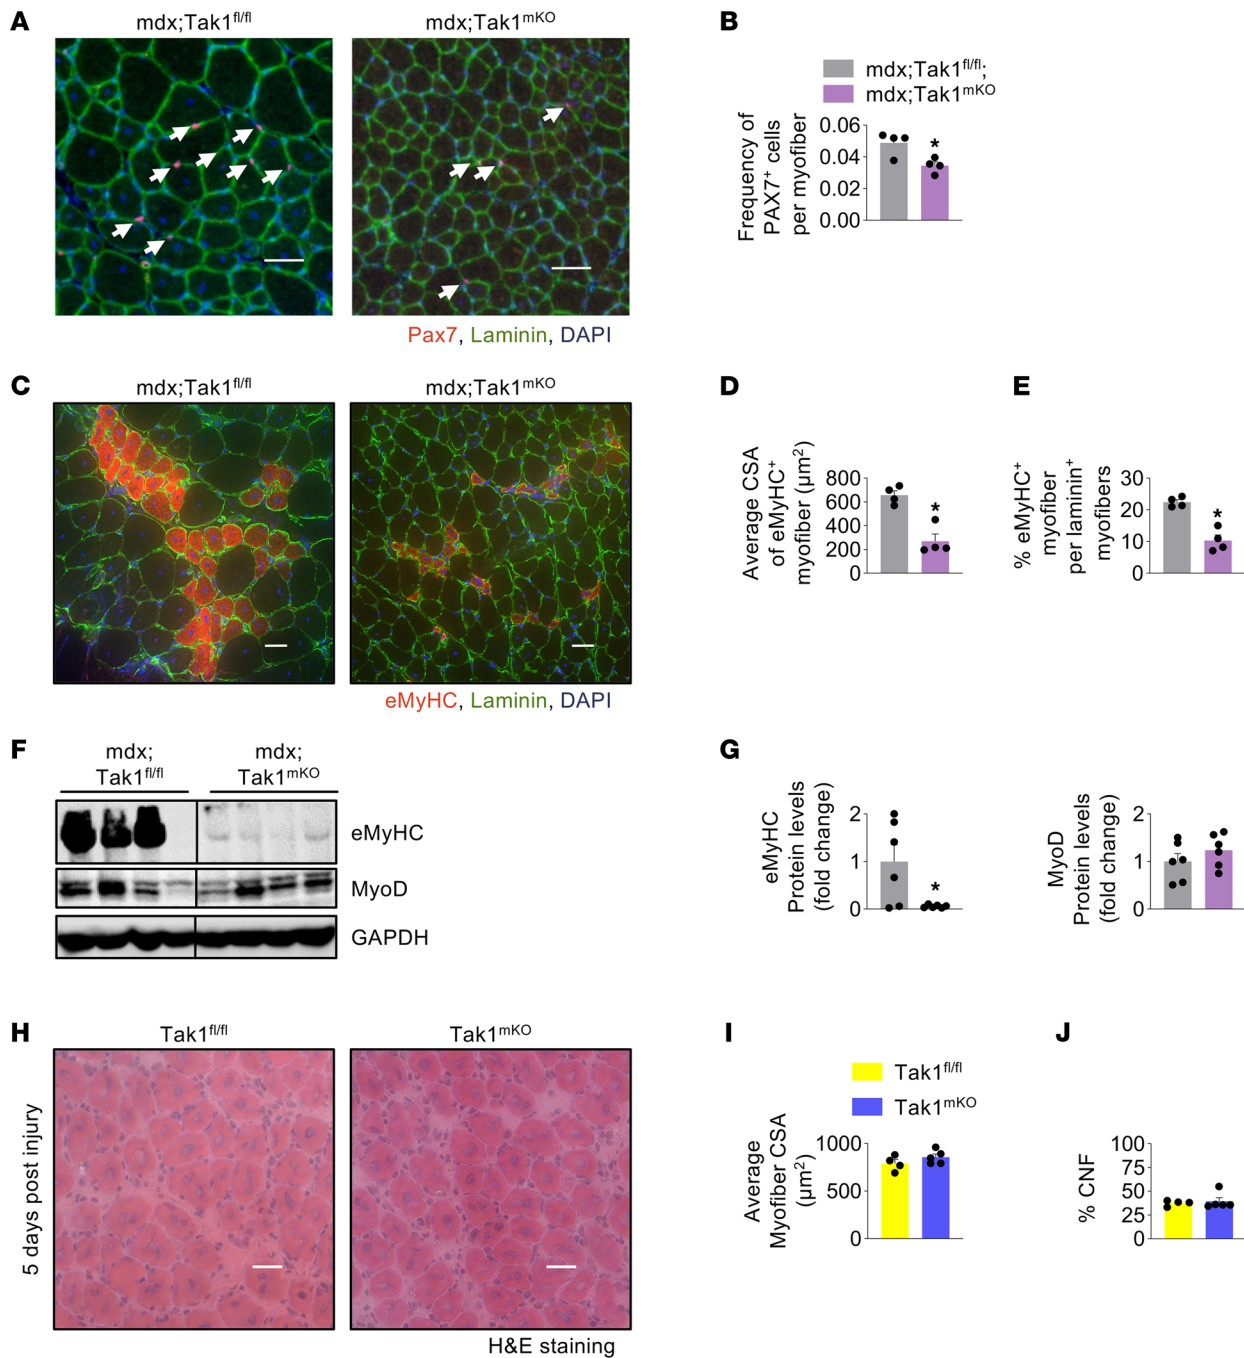 A
mdx;Tak1fl/fl
mdx;Tak1mKO
Pax7, Laminin, DAPI
B
mdx;Tak1fl/fl;
mdx;Tak1mKO
Frequency of
PAX7+ cells
per myofiber
0.06
0.04
0.02
0.00
*
C
mdx;Tak1fl/fl
mdx;Tak1mKO
eMyHC, Laminin, DAPI
D
Average CSA
of eMyHC+
myofiber (µm2)
800
600
400
200
0
*
E
% eMyHC+
myofiber
per laminin+
myofibers
30
20
10
0
*
F
mdx;
Tak1fl/fl
mdx;
Tak1mKO
eMyHC
MyoD
GAPDH
G
eMyHC
Protein levels
(fold change)
2
1
0
*
MyoD
Protein levels
(fold change)
2
1
0
H
Tak1fl/fl
Tak1mKO
5 days post injury
H&E staining
I
Tak1fl/fl
Tak1mKO
Average
Myofiber CSA
(µm2)
1000
500
0
J
% CNF
100
75
50
25
0